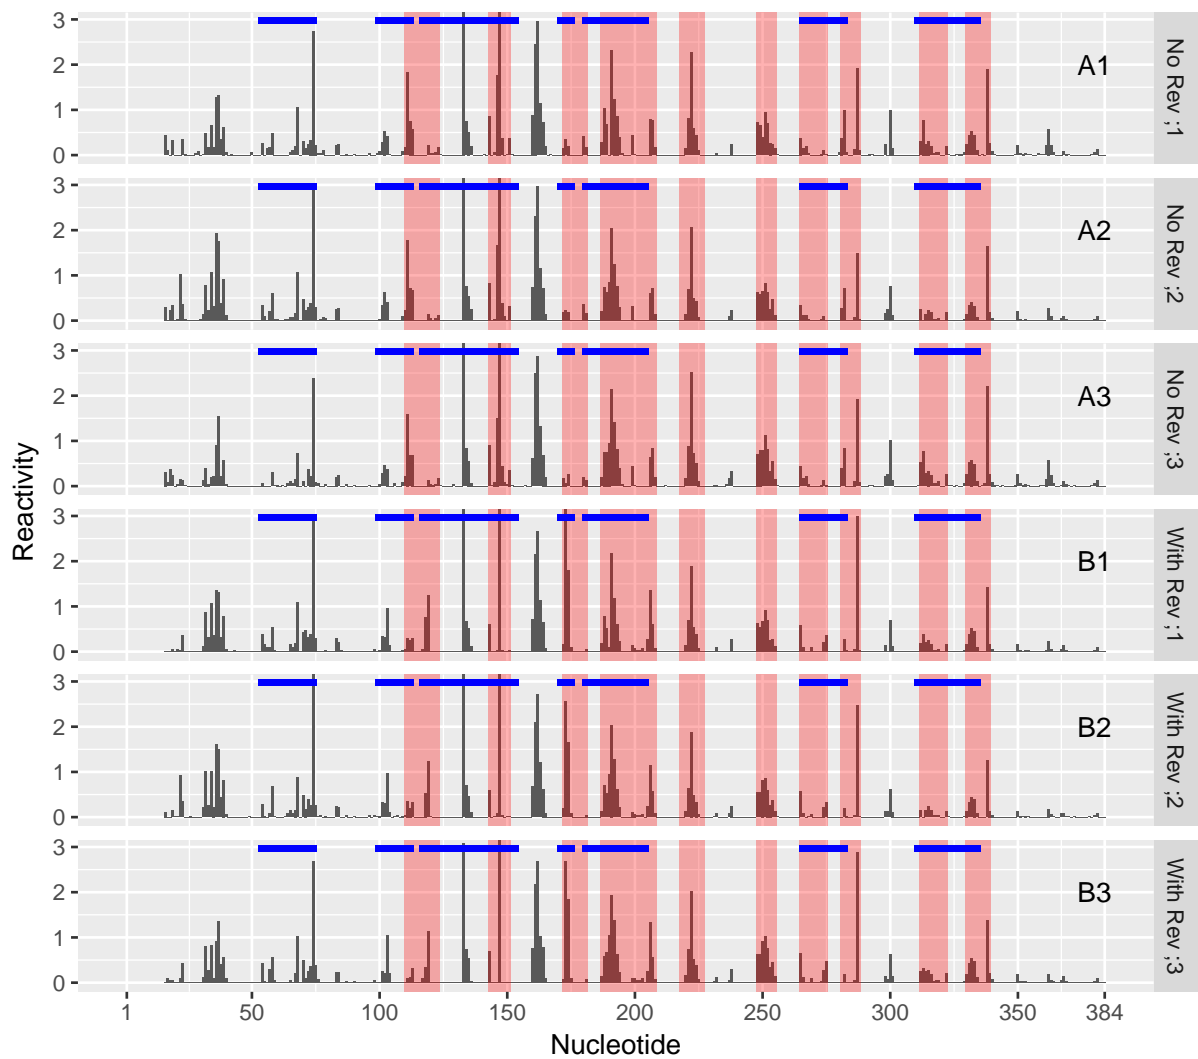 3
2
1
0
A1
No Rev ;1
3
2
1
0
A2
No Rev ;2
3
2
1
0
A3
No Rev ;3
Reactivity
3
2
1
0
B1
With Rev ;1
3
2
1
0
B2
With Rev ;2
3
2
1
0
B3
With Rev ;3
1 50 100 150 200 250 300 350 384
Nucleotide